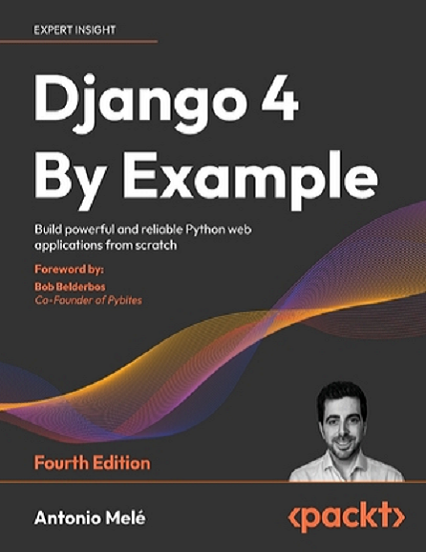 EXPERT INSIGHT
Django 4
By Example
Build powerful and reliable Python web
applications from scratch
Foreword by:
Bob Belderbos
Co-Founder of Pybites
Fourth Edition
Antonio Melé
<packt>